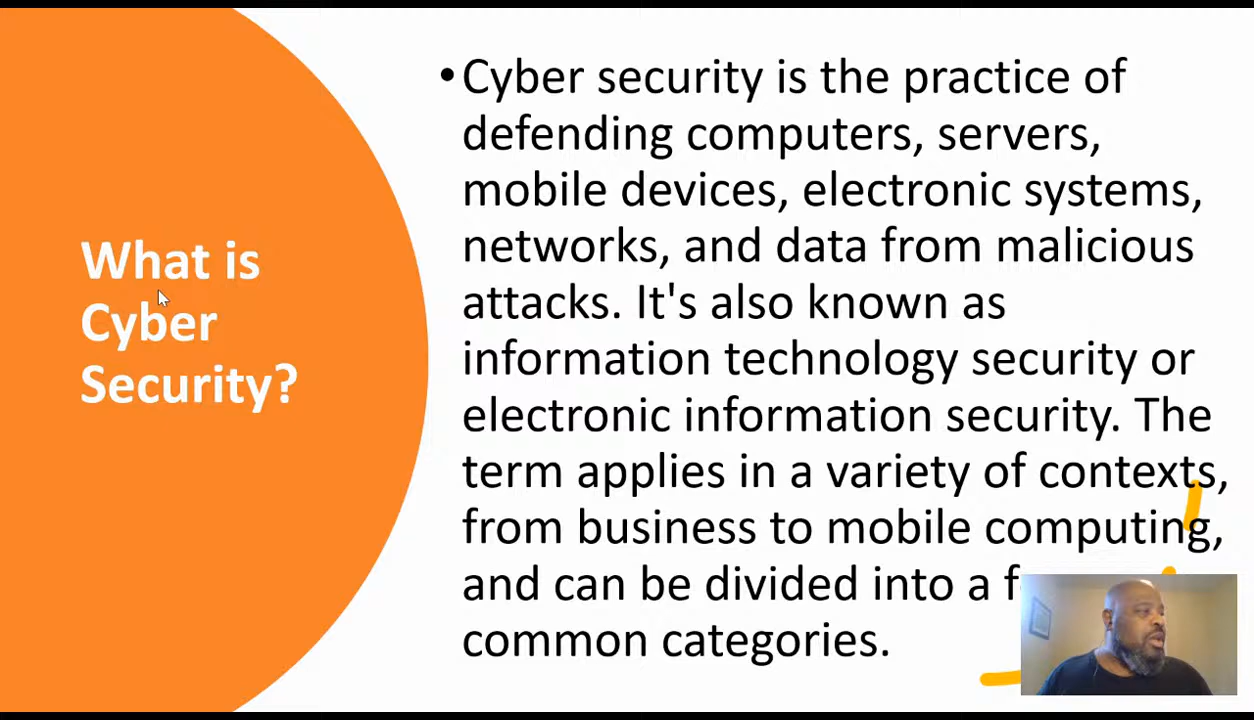 What is
Cyber
Security?
•Cyber security is the practice of
defending computers, servers,
mobile devices, electronic systems,
networks, and data from malicious
attacks. It's also known as
information technology security or
electronic information security. The
term applies in a variety of contexts,
from business to mobile computing,
and can be divided into a
common categories.